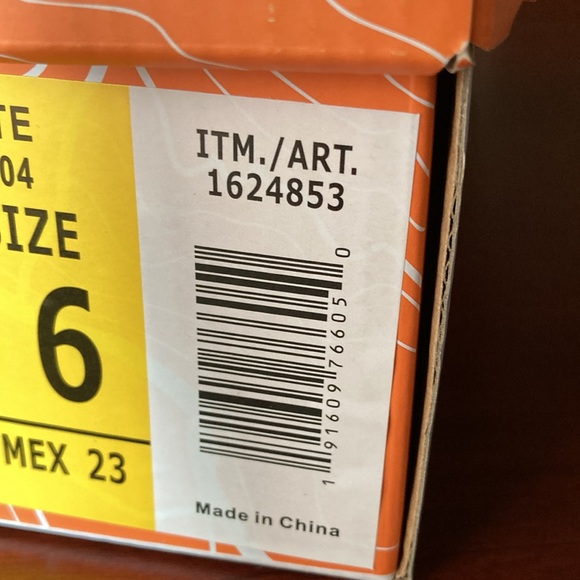 TE
04
SIZE
6
MEX 23
ITM./ART.
1624853
1 91609 76605 0
Made in China